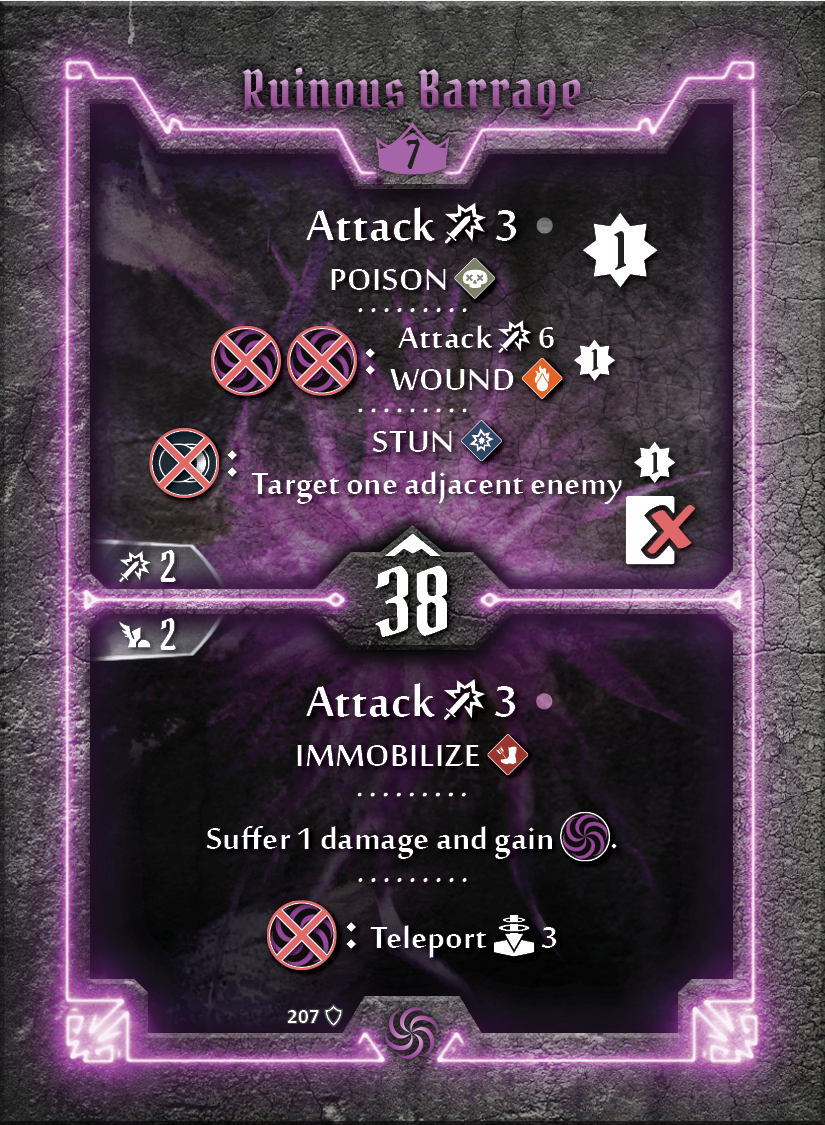 Ruinous Barrage
7
Attack 3
1
POISON
Attack 6
WOUND
1
STUN
1
Target one adjacent enemy
2
38
2
Attack 3
IMMOBILIZE
Suffer 1 damage and gain .
: Teleport 3
207